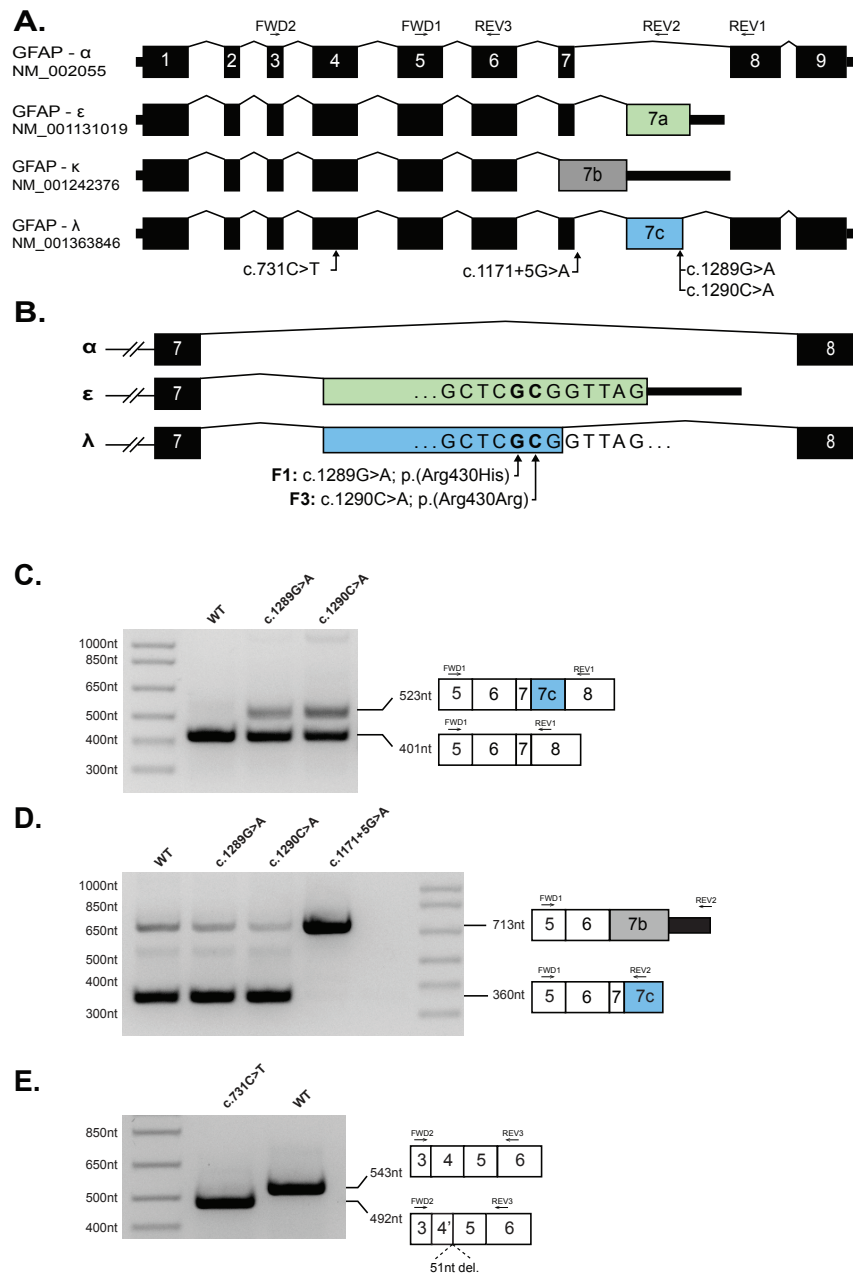 A.
FWD2 FWD1 REV3 REV2 REV1
GFAP - α
NM_002055
1 2 3 4 5 6 7 8 9
GFAP - ε
NM_001131019
7a
GFAP - κ
NM_001242376
7b
GFAP - λ
NM_001363846
7c
c.731C>T c.1171+5G>A c.1289G>A
c.1290C>A
B.
α 7 8
ε 7 ...GCTCGCGGTTAG
λ 7 ...GCTCGCGGTTAG... 8
F1: c.1289G>A; p.(Arg430His)
F3: c.1290C>A; p.(Arg430Arg)
C.
WT c.1289G>A c.1290C>A
1000nt
850nt
650nt
500nt
400nt
300nt
FWD1 REV1
523nt 5 6 7 7c 8
FWD1 REV1
401nt 5 6 7 8
D.
WT c.1289G>A c.1290C>A c.1171+5G>A
1000nt
850nt
650nt
500nt
400nt
300nt
FWD1 REV2
713nt 5 6 7b
FWD1 REV2
360nt 5 6 7 7c
E.
c.731C>T WT
850nt
650nt
500nt
400nt
FWD2 REV3
543nt 3 4 5 6
FWD2 REV3
492nt 3 4' 5 6
51nt del.